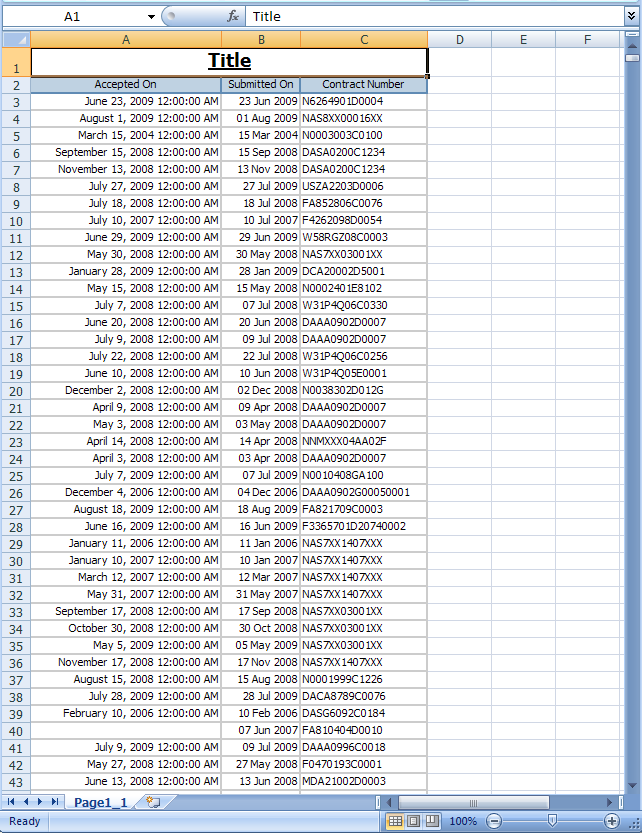 A1 fx Title
A B C D E F
1 Title
2 Accepted On Submitted On Contract Number
3 June 23, 2009 12:00:00 AM 23 Jun 2009 N6264901D0004
4 August 1, 2009 12:00:00 AM 01 Aug 2009 NAS8XX00016XX
5 March 15, 2004 12:00:00 AM 15 Mar 2004 N0003003C0100
6 September 15, 2008 12:00:00 AM 15 Sep 2008 DASA0200C1234
7 November 13, 2008 12:00:00 AM 13 Nov 2008 DASA0200C1234
8 July 27, 2009 12:00:00 AM 27 Jul 2009 USZA2203D0006
9 July 18, 2008 12:00:00 AM 18 Jul 2008 FA852806C0076
10 July 10, 2007 12:00:00 AM 10 Jul 2007 F4262098D0054
11 June 29, 2009 12:00:00 AM 29 Jun 2009 W58RGZ08C0003
12 May 30, 2008 12:00:00 AM 30 May 2008 NAS7XX03001XX
13 January 28, 2009 12:00:00 AM 28 Jan 2009 DCA20002D5001
14 May 15, 2008 12:00:00 AM 15 May 2008 N0002401E8102
15 July 7, 2008 12:00:00 AM 07 Jul 2008 W31P4Q06C0330
16 June 20, 2008 12:00:00 AM 20 Jun 2008 DAAA0902D0007
17 July 9, 2008 12:00:00 AM 09 Jul 2008 DAAA0902D0007
18 July 22, 2008 12:00:00 AM 22 Jul 2008 W31P4Q06C0256
19 June 10, 2008 12:00:00 AM 10 Jun 2008 W31P4Q05E0001
20 December 2, 2008 12:00:00 AM 02 Dec 2008 N0038302D012G
21 April 9, 2008 12:00:00 AM 09 Apr 2008 DAAA0902D0007
22 May 3, 2008 12:00:00 AM 03 May 2008 DAAA0902D0007
23 April 14, 2008 12:00:00 AM 14 Apr 2008 NNMXXX04AA02F
24 April 3, 2008 12:00:00 AM 03 Apr 2008 DAAA0902D0007
25 July 7, 2009 12:00:00 AM 07 Jul 2009 N0010408GA100
26 December 4, 2006 12:00:00 AM 04 Dec 2006 DAAA0902G00050001
27 August 18, 2009 12:00:00 AM 18 Aug 2009 FA821709C0003
28 June 16, 2009 12:00:00 AM 16 Jun 2009 F3365701D20740002
29 January 11, 2006 12:00:00 AM 11 Jan 2006 NAS7XX1407XXX
30 January 10, 2007 12:00:00 AM 10 Jan 2007 NAS7XX1407XXX
31 March 12, 2007 12:00:00 AM 12 Mar 2007 NAS7XX1407XXX
32 May 31, 2007 12:00:00 AM 31 May 2007 NAS7XX1407XXX
33 September 17, 2008 12:00:00 AM 17 Sep 2008 NAS7XX03001XX
34 October 30, 2008 12:00:00 AM 30 Oct 2008 NAS7XX03001XX
35 May 5, 2009 12:00:00 AM 05 May 2009 NAS7XX03001XX
36 November 17, 2008 12:00:00 AM 17 Nov 2008 NAS7XX1407XXX
37 August 15, 2008 12:00:00 AM 15 Aug 2008 N0001999C1226
38 July 28, 2009 12:00:00 AM 28 Jul 2009 DACA8789C0076
39 February 10, 2006 12:00:00 AM 10 Feb 2006 DASG6092C0184
40 07 Jun 2007 FA810404D0010
41 July 9, 2009 12:00:00 AM 09 Jul 2009 DAAA0996C0018
42 May 27, 2008 12:00:00 AM 27 May 2008 F0470193C0001
43 June 13, 2008 12:00:00 AM 13 Jun 2008 MDA21002D0003
Page1_1
Ready 100%